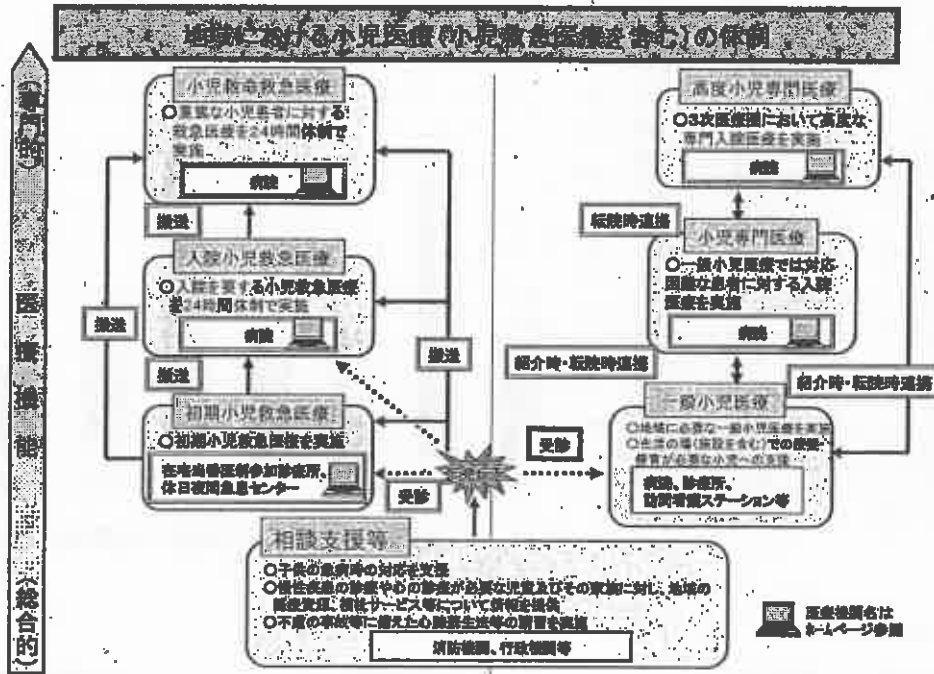 地域における小児医療(小児救急医療を含む)の体制
(専門的)
医療機能
(総合的)
小児救命救急医療
○重篤な小児患者に対する
救急医療を24時間体制で
実施
病院
搬送
入院小児救急医療
○入院を要する小児救急医療
を24時間体制で実施
病院
搬送
搬送
搬送
初期小児救急医療
○初期小児救急医療を実施
在宅当番医制参加診療所、
休日夜間急患センター
受診
受診
高度小児専門医療
○3次医療圏において高度な
専門入院医療を実施
病院
転院時連携
小児専門医療
○一般小児医療では対応
困難な患者に対する入院
医療を実施
病院
紹介時・転院時連携
紹介時・転院時連携
一般小児医療
○地域に必要な一般小児医療を実施
○生活の場(施設を含む)での療養・
療育が必要な小児への支援
病院、診療所、
訪問看護ステーション等
相談支援等
○子供の急病時の対応を支援
○慢性疾患の診療や心の診療が必要な児童及びその家族に対し、地域の
医療資源、福祉サービス等について情報を提供
○不慮の事故等に備えた心肺蘇生法等の講習を実施
消防機関、行政機関等
医療機関名は
ホームページ参照